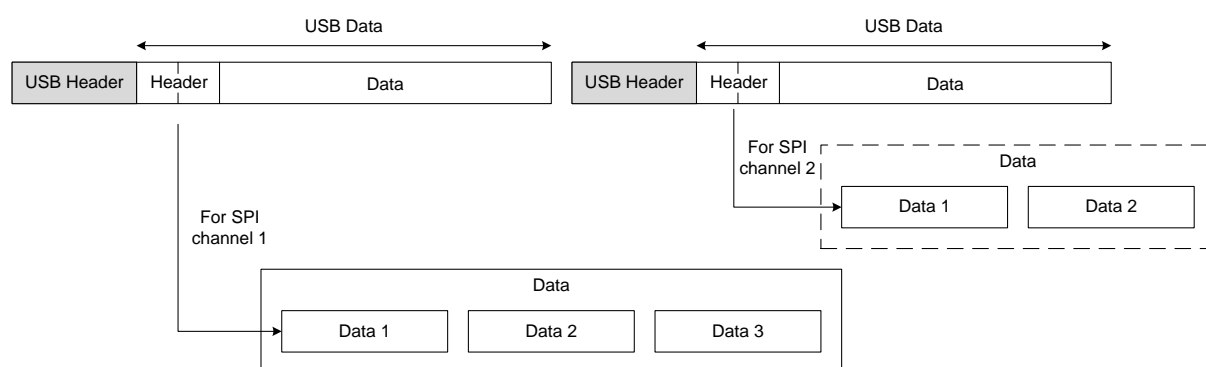 USB Data
USB Data
USB Header
Header
Data
USB Header
Header
Data
For SPI
channel 2
Data
Data 1
Data 2
For SPI
channel 1
Data
Data 1
Data 2
Data 3